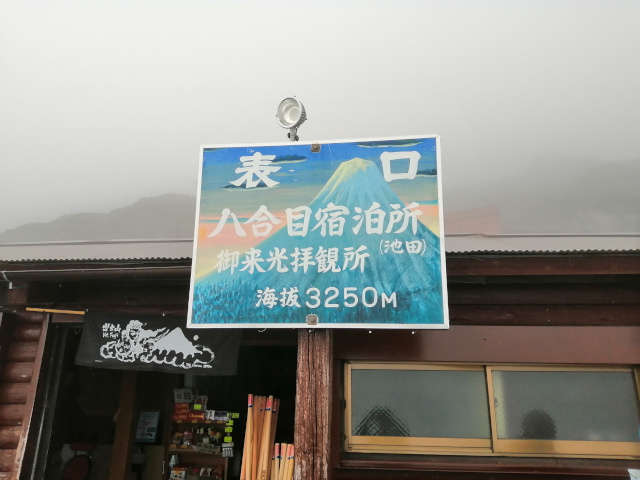 表口
八合目宿泊所
(池田)
御来光拝観所
海抜3250M